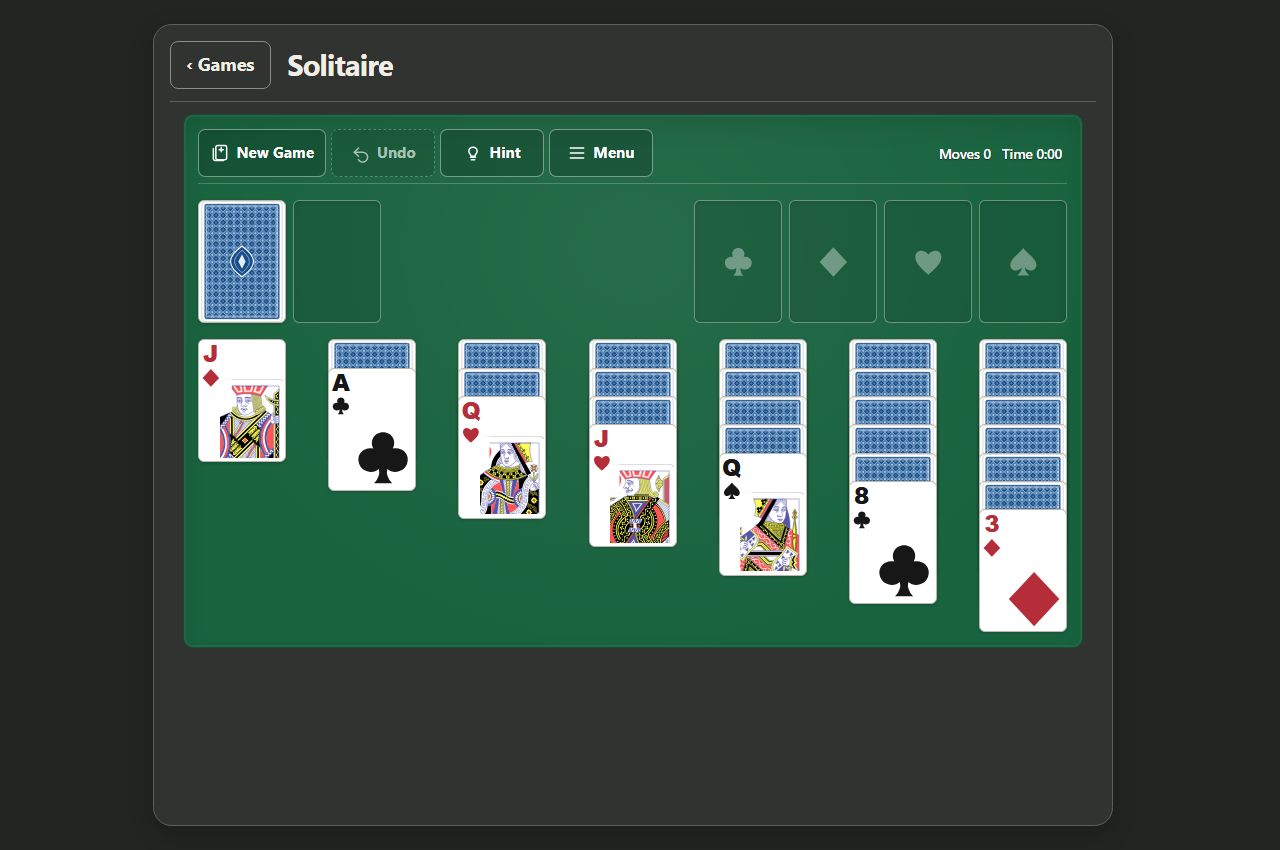 ‹ Games
Solitaire
New Game
Undo
Hint
Menu
Moves 0
Time 0:00
J
A
Q
J
Q
8
3